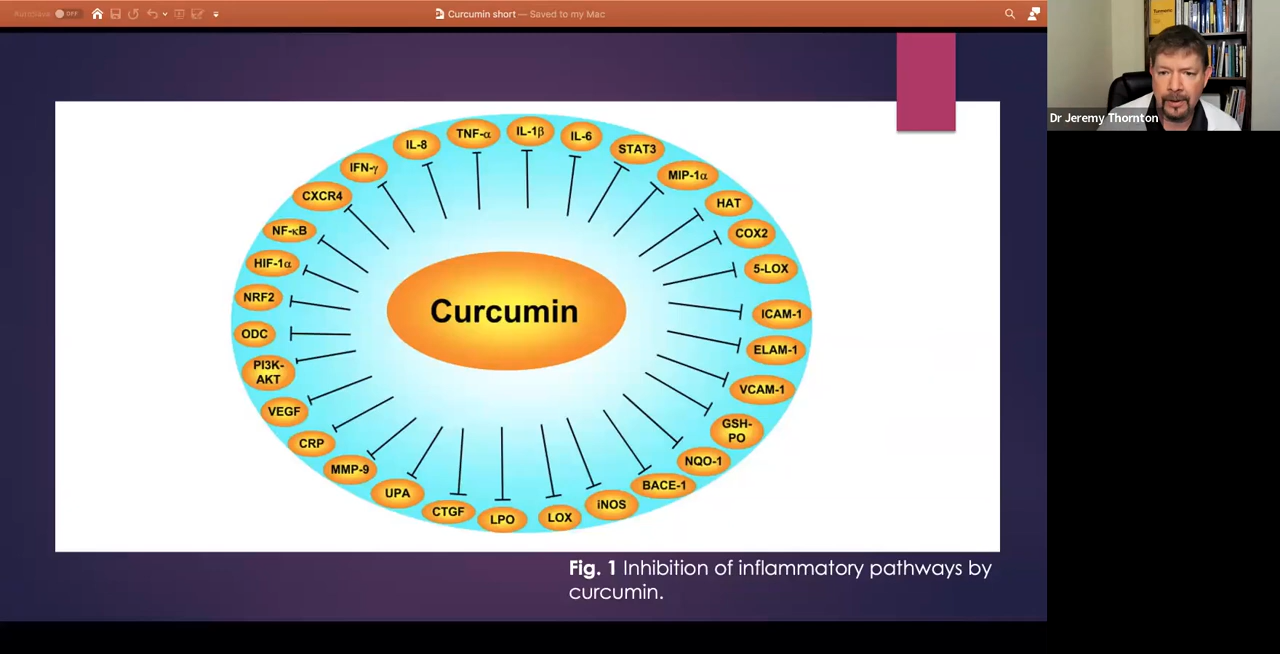 AutoSave OFF
Curcumin short — Saved to my Mac
Turmeric
Dr Jeremy Thornton
IL-1β
TNF-α
IL-6
IL-8
STAT3
IFN-γ
MIP-1α
CXCR4
HAT
NF-κB
COX2
HIF-1α
5-LOX
NRF2
Curcumin
ICAM-1
ODC
ELAM-1
PI3K-
AKT
VCAM-1
VEGF
GSH-
PO
CRP
NQO-1
MMP-9
BACE-1
UPA
iNOS
CTGF
LOX
LPO
Fig. 1 Inhibition of inflammatory pathways by
curcumin.